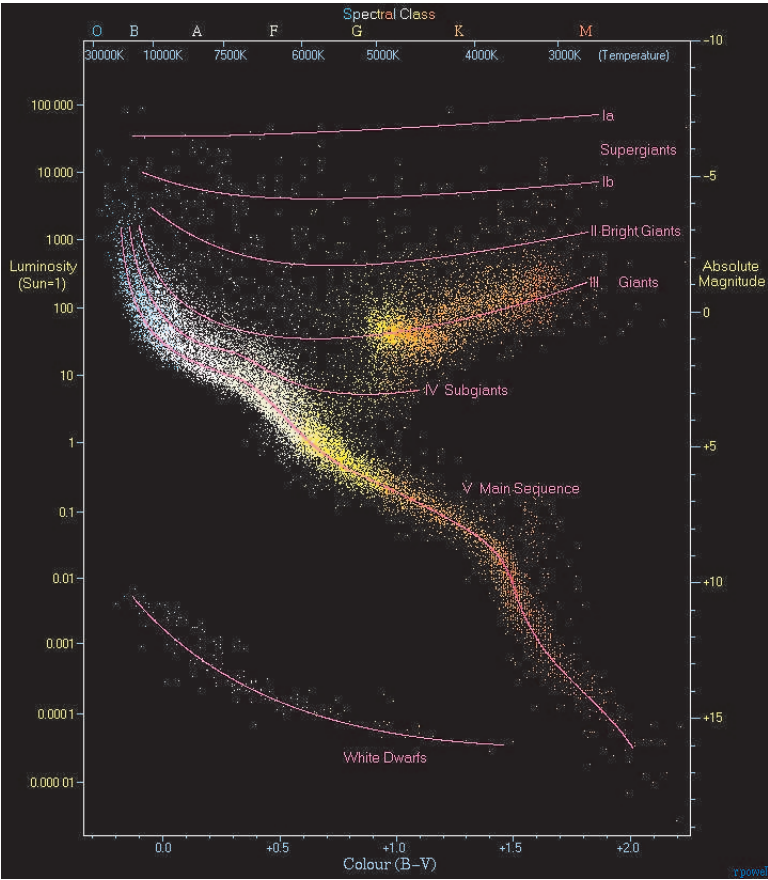 Spectral Class
O B A F G K M
30000K 10000K 7500K 6000K 5000K 4000K 3000K (Temperature)
-10
100 000
Ia
Supergiants
10 000
-5
Ib
1000
II Bright Giants
Luminosity
(Sun=1)
Absolute
Magnitude
III Giants
100
0
10
IV Subgiants
1
+5
V Main Sequence
0.1
0.01
+10
0.001
0.0001
+15
White Dwarfs
0.000 01
0.0 +0.5 +1.0 +1.5 +2.0
Colour (B-V)
r powell